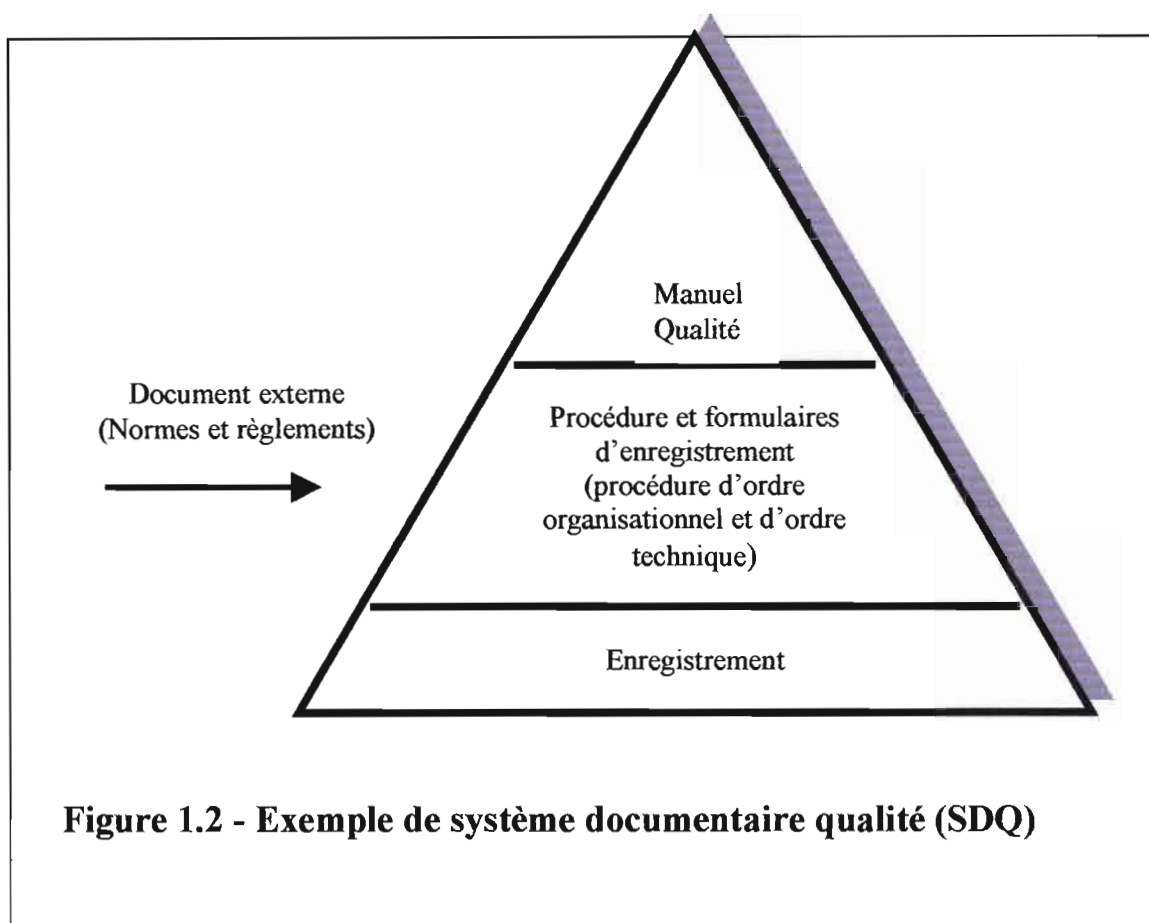 Manuel
Qualité
Document externe
(Normes et règlements)
Procédure et formulaires
d'enregistrement
(procédure d'ordre
organisationnel et d'ordre
technique)
Enregistrement
Figure 1.2 - Exemple de système documentaire qualité (SDQ)